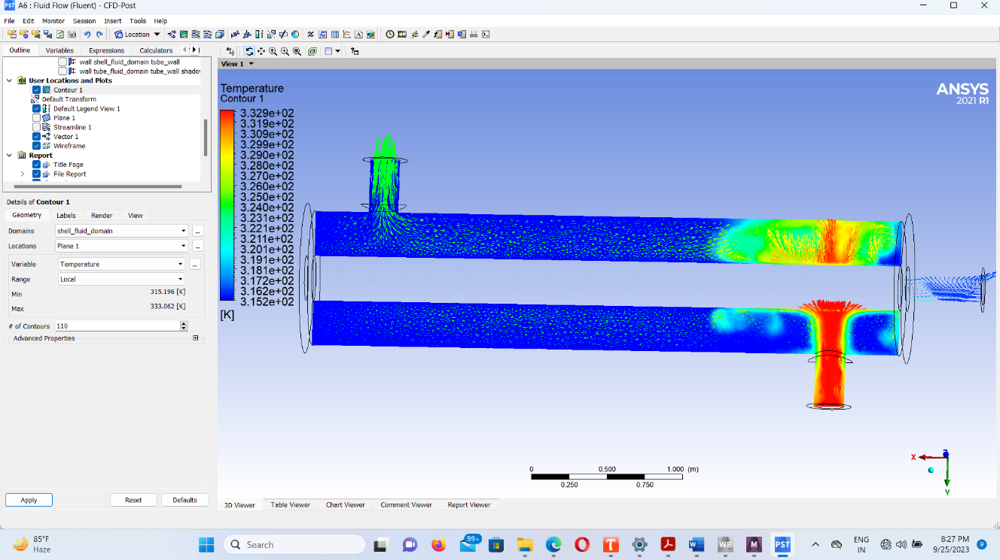 PST A6 : Fluid Flow (Fluent) - CFD-Post
File Edit Monitor Session Insert Tools Help
Location
Outline Variables Expressions Calculators
wall shell_fluid_domain tube_wall
wall tube_fluid_domain tube_wall shadov
User Locations and Plots
Contour 1
Default Transform
Default Legend View 1
Plane 1
Streamline 1
Vector 1
Wireframe
Report
Title Page
File Report
Details of Contour 1
Geometry Labels Render View
Domains shell_fluid_domain ...
Locations Plane 1 ...
Variable Temperature ...
Range Local
Min 315.196 [K]
Max 333.062 [K]
# of Contours 110
Advanced Properties
Apply Reset Defaults
View 1
Temperature
Contour 1
3.329e+02
3.319e+02
3.309e+02
3.299e+02
3.290e+02
3.280e+02
3.270e+02
3.260e+02
3.250e+02
3.240e+02
3.231e+02
3.221e+02
3.211e+02
3.201e+02
3.191e+02
3.181e+02
3.172e+02
3.162e+02
3.152e+02
[K]
ANSYS
2021 R1
0 0.500 1.000 (m)
0.250 0.750
X
Y
3D Viewer Table Viewer Chart Viewer Comment Viewer Report Viewer
85°F
Haze
Search
99+
WB
M
PST
ENG
IN
8:27 PM
9/25/2023
9